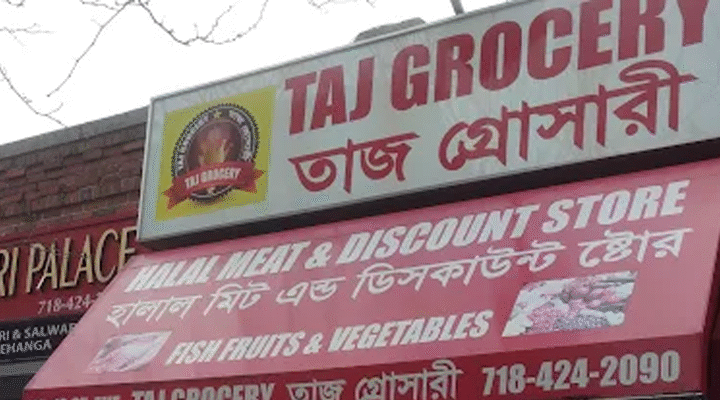 TAJ GROCERY
তাজ গ্রোসারী
TAJ GROCERY
HALAL MEAT & DISCOUNT STORE
হালাল মিট এন্ড ডিসকাউন্ট ষ্টোর
FISH FRUITS & VEGETABLES
TAJ GROCERY তাজ গ্রোসারী 718-424-2090
RI PALACE
718-424-
RI & SALWAR
EHANGA